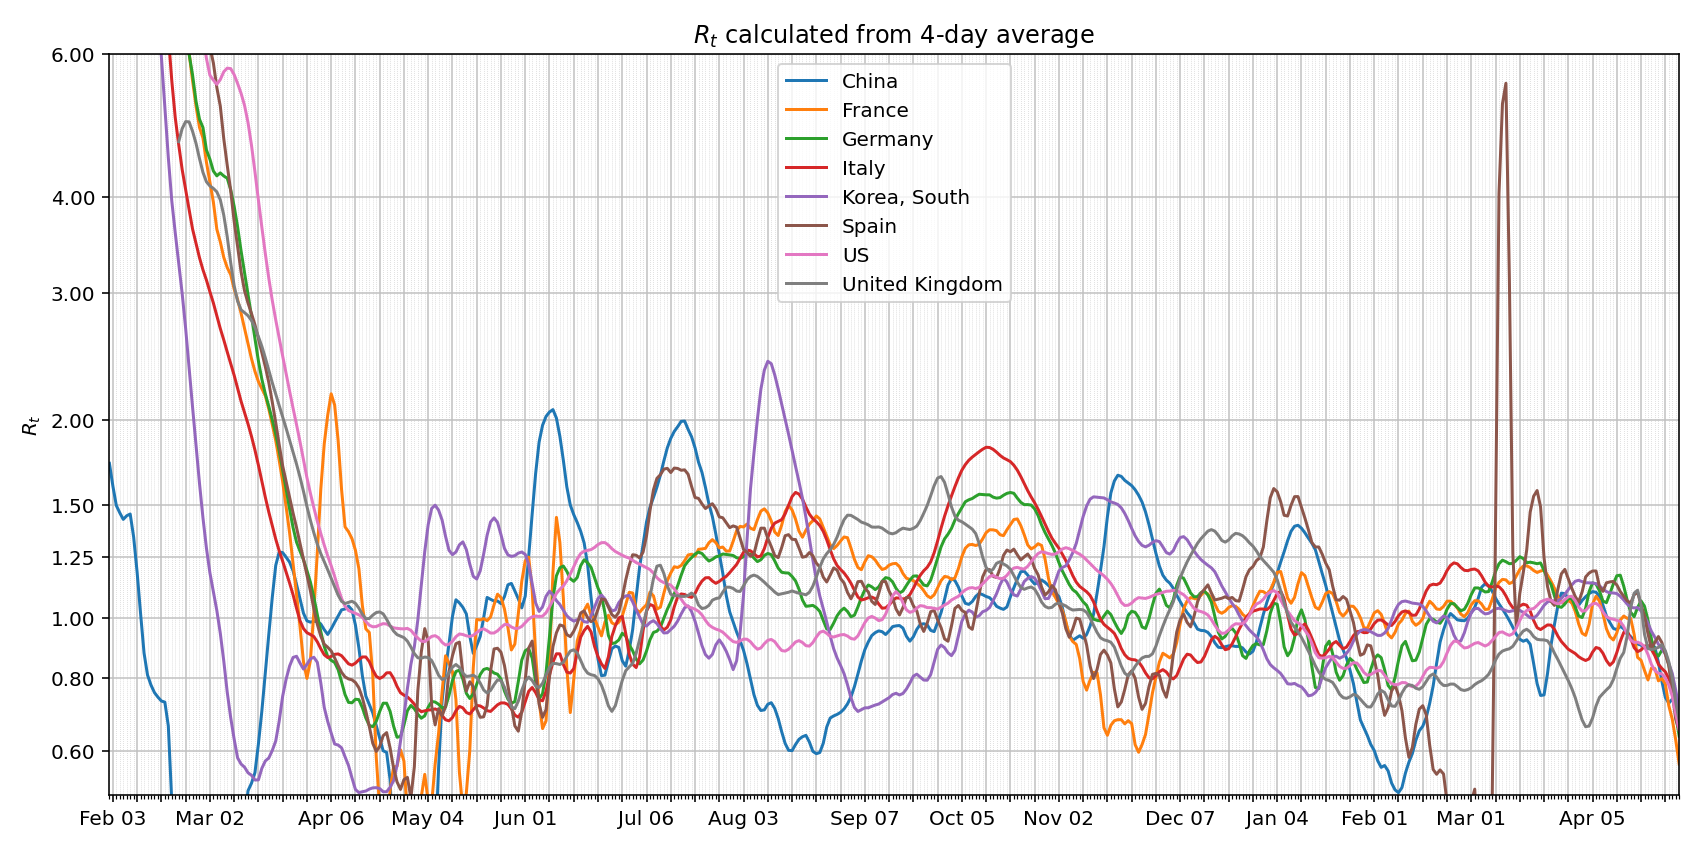 Rₜ calculated from 4-day average
6.00
4.00
3.00
2.00
1.50
1.25
1.00
0.80
0.60
Rₜ
China
France
Germany
Italy
Korea, South
Spain
US
United Kingdom
Feb 03 Mar 02 Apr 06 May 04 Jun 01 Jul 06 Aug 03 Sep 07 Oct 05 Nov 02 Dec 07 Jan 04 Feb 01 Mar 01 Apr 05